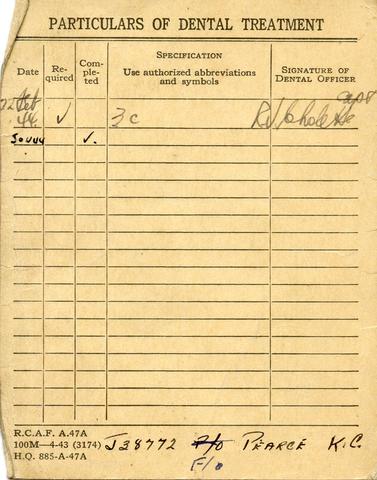 PARTICULARS OF DENTAL TREATMENT
Date
Re-
quired
Com-
ple-
ted
SPECIFICATION
Use authorized abbreviations
and symbols
SIGNATURE OF
DENTAL OFFICER
44 ✓ 3c
✓.
R.C.A.F. A.47A
100M—4-43 (3174)
H.Q. 885-A-47A
J38772 P/O PEARCE K.C.
F/o